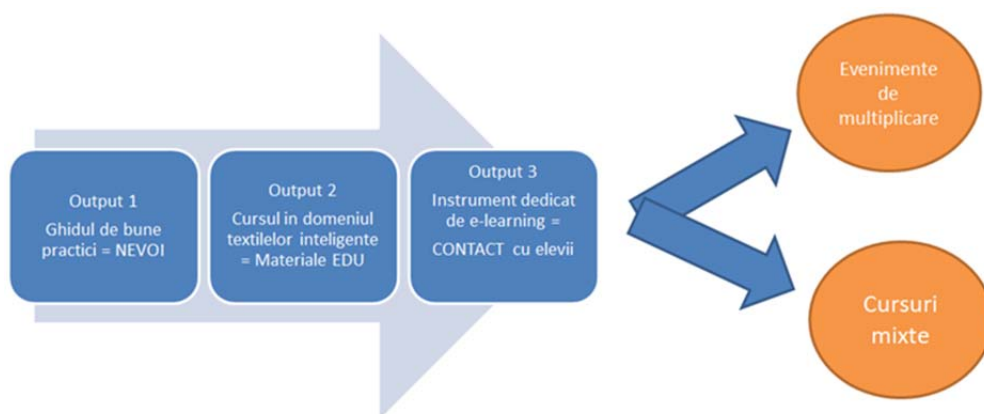 Output 1
Ghidul de bune
practici = NEVOI
Output 2
Cursul in domeniul
textilelor inteligente
= Materiale EDU
Output 3
Instrument dedicat
de e-learning =
CONTACT cu elevii
Evenimente
de
multiplicare
Cursuri
mixte